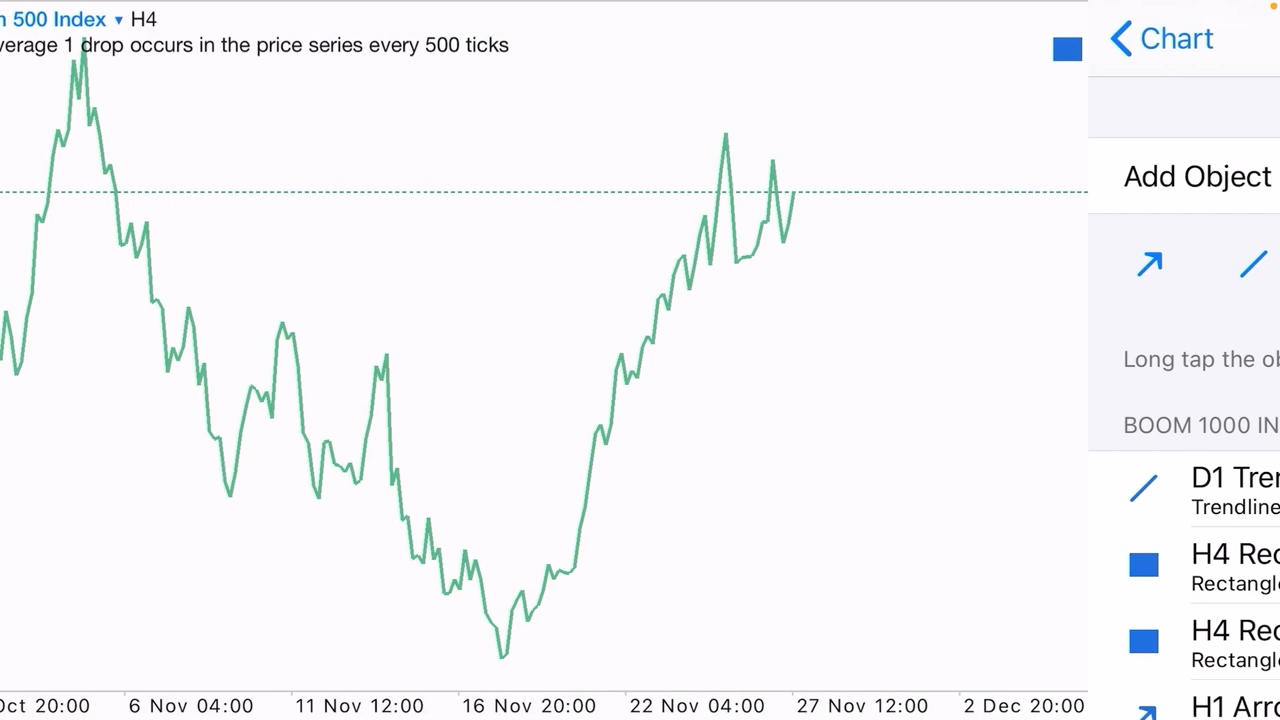 n 500 Index ▾ H4
verage 1 drop occurs in the price series every 500 ticks
Oct 20:00 6 Nov 04:00 11 Nov 12:00 16 Nov 20:00 22 Nov 04:00 27 Nov 12:00 2 Dec 20:00
Chart
Add Object
Long tap the ob
BOOM 1000 IN
D1 Tren
Trendline
H4 Rec
Rectangle
H4 Rec
Rectangle
H1 Arro